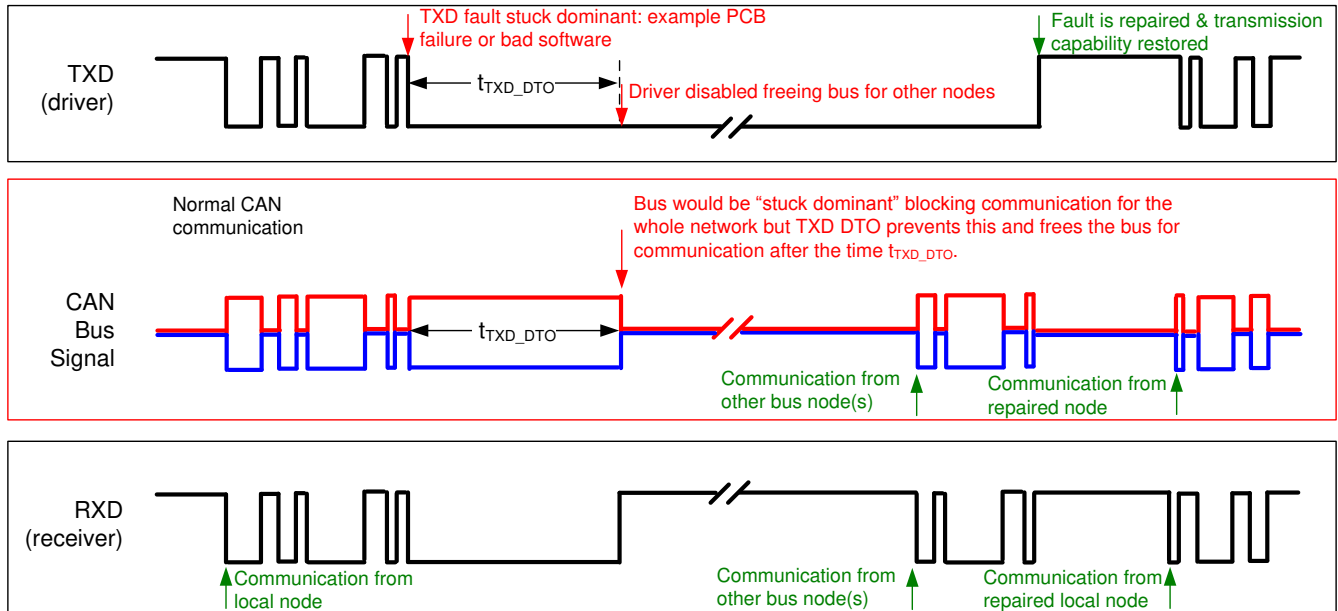 TXD fault stuck dominant: example PCB
failure or bad software
Fault is repaired & transmission
capability restored
TXD
(driver)
tTXD_DTO
Driver disabled freeing bus for other nodes
Normal CAN
communication
Bus would be “stuck dominant” blocking communication for the
whole network but TXD DTO prevents this and frees the bus for
communication after the time tTXD_DTO.
CAN
Bus
Signal
tTXD_DTO
Communication from
other bus node(s)
Communication from
repaired node
RXD
(receiver)
Communication from
local node
Communication from
other bus node(s)
Communication from
repaired local node